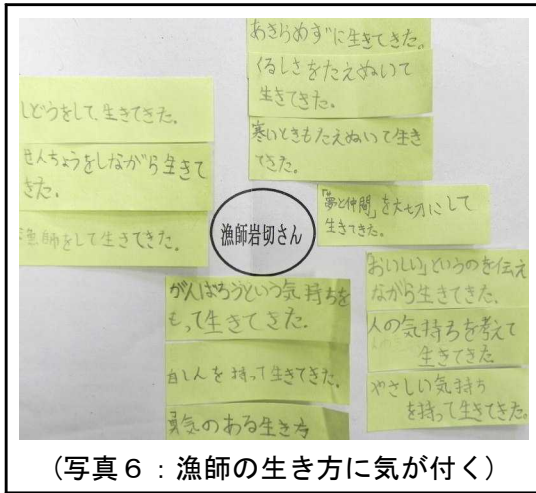 あきらめずに生きてきた。
くるしさをたえぬいて
生きてきた。
寒いときもたえぬいて生き
てきた。
しどうをして、生きてきた。
せんちょうをしながら生きて
きた。
漁師をして生きてきた。
漁師岩切さん
「夢と仲間」を大切にして
生きてきた。
がんばろうという気持ちを
もって生きてきた。
自しんを持って生きてきた。
勇気のある生き方
「おいしい」というのを伝え
ながら生きてきた。
人の気持ちを考えて
生きてきた
やさしい気持ち
を持って生きてきた。
(写真6：漁師の生き方に気が付く)